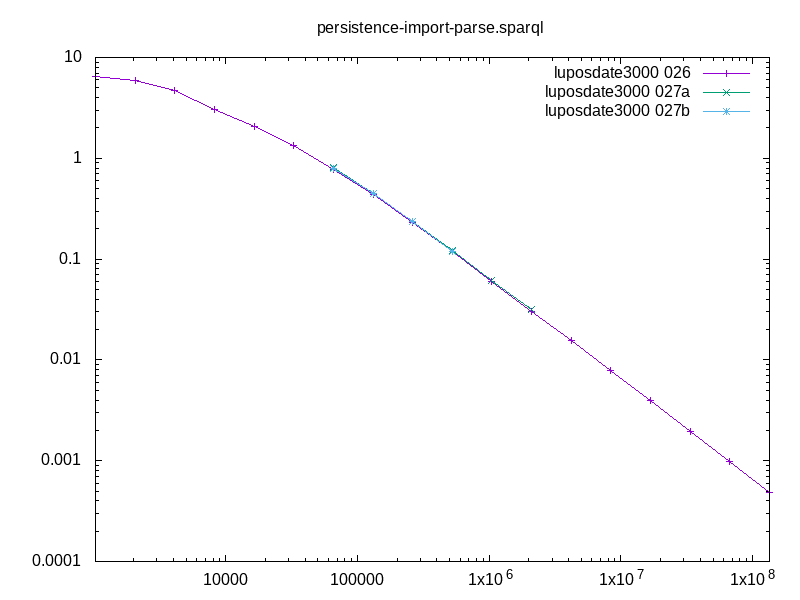 persistence-import-parse.sparql
10
luposdate3000 026
luposdate3000 027a
luposdate3000 027b
1
0.1
0.01
0.001
0.0001
10000 100000 1x10^6 1x10^7 1x10^8